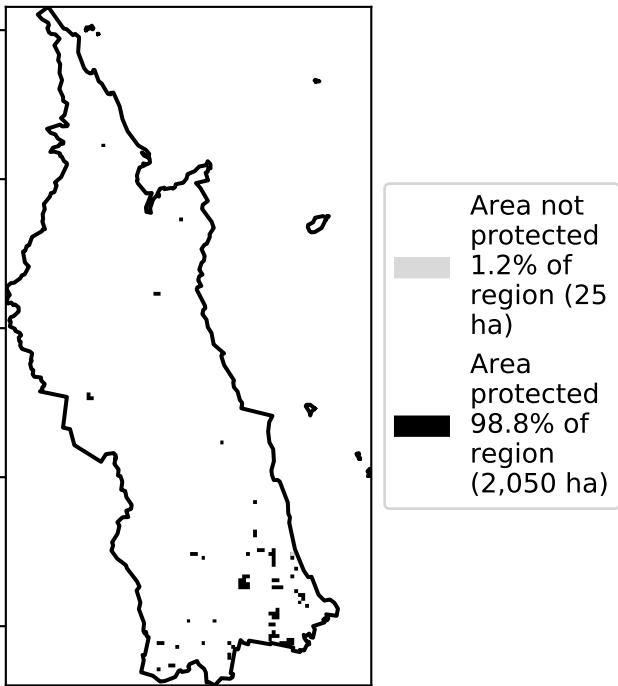 Area not
protected
1.2% of
region (25
ha)
Area
protected
98.8% of
region
(2,050 ha)